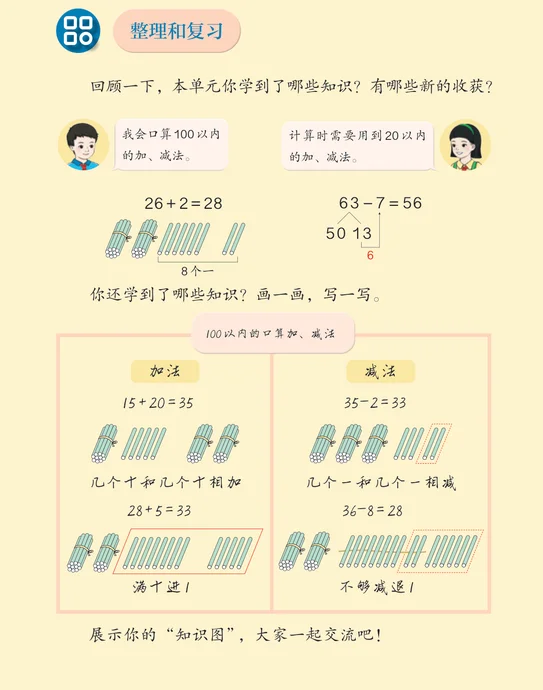 整理和复习
回顾一下，本单元你学到了哪些知识？有哪些新的收获？
我会口算100以内
的加、减法。
计算时需要用到20以内
的加、减法。
26+2=28
8个一
63-7=56
50 13
6
你还学到了哪些知识？画一画，写一写。
100以内的口算加、减法
加法
15+20=35
几个十和几个十相加
28+5=33
满十进1
减法
35-2=33
几个一和几个一相减
36-8=28
不够减退1
展示你的“知识图”，大家一起交流吧！